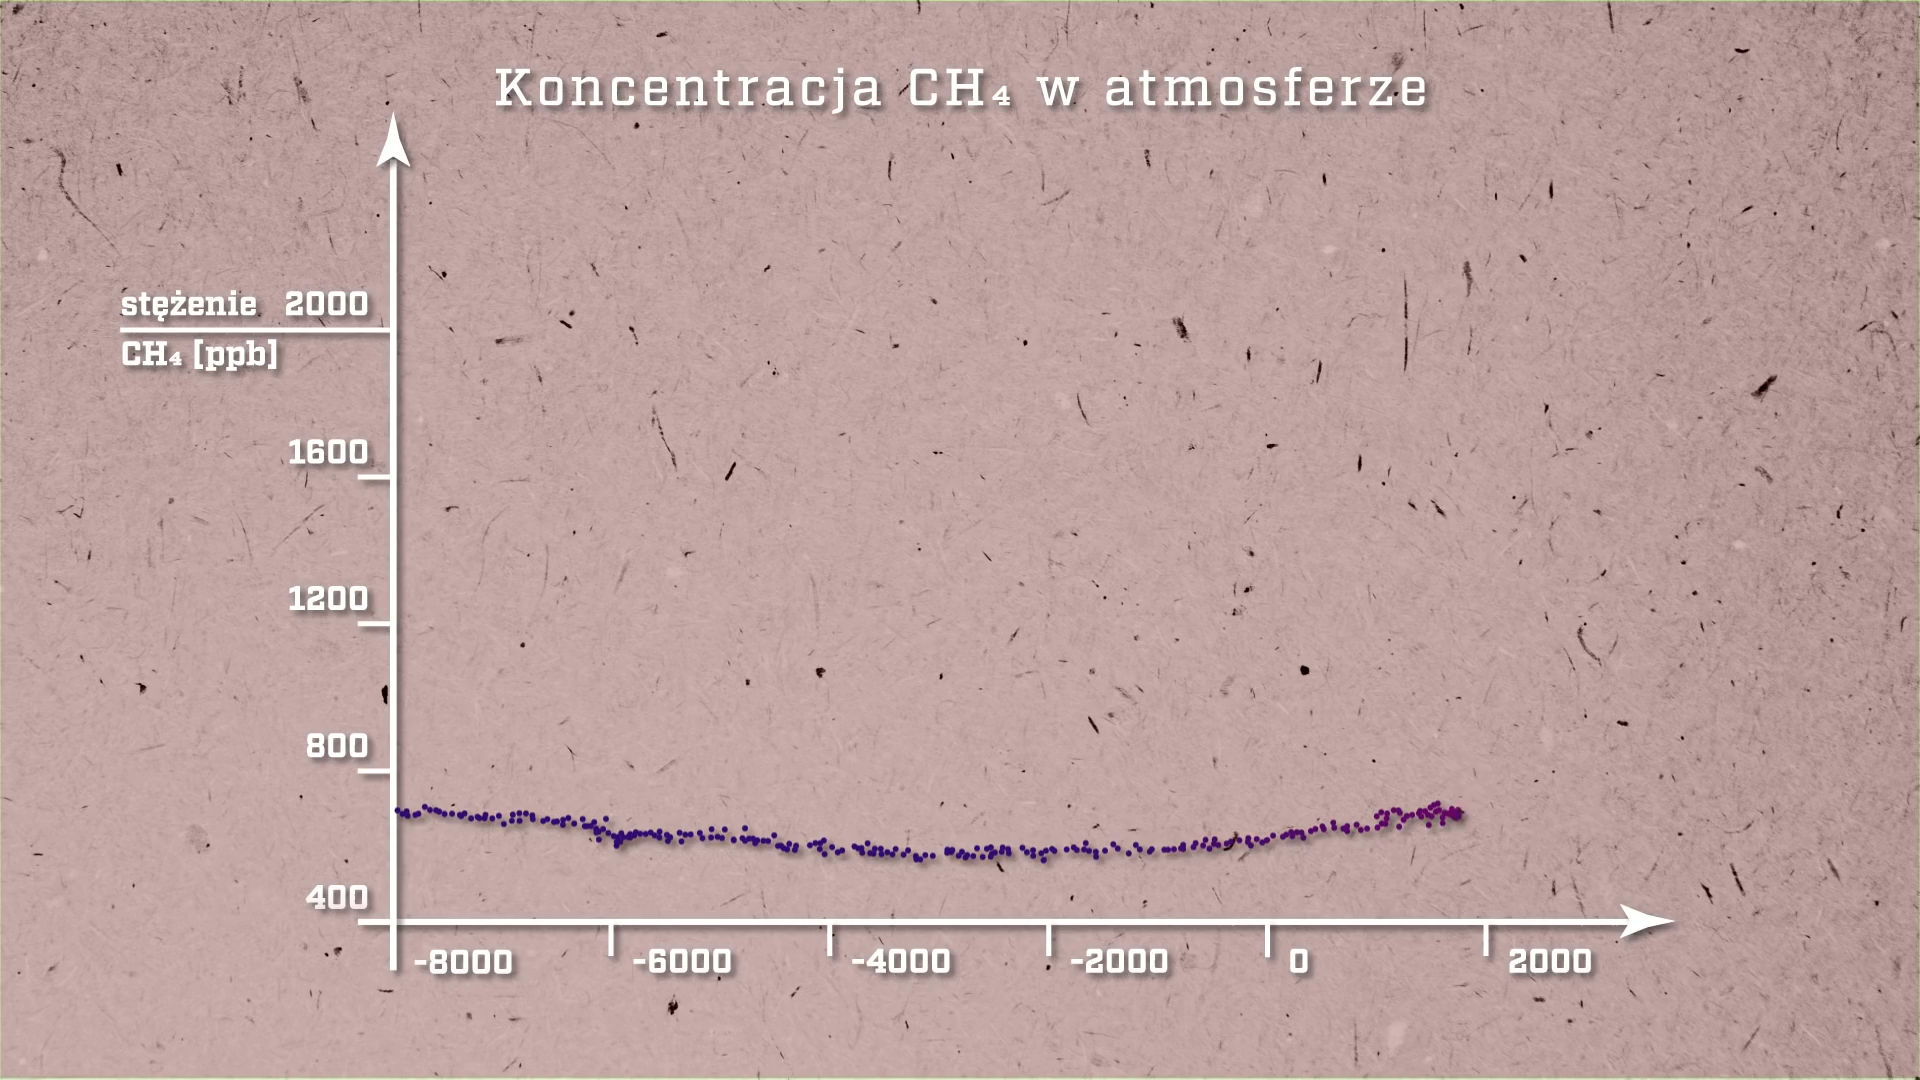 Koncentracja CH₄ w atmosferze
stężenie 2000
CH₄ [ppb]
1600
1200
800
400
-8000 -6000 -4000 -2000 0 2000